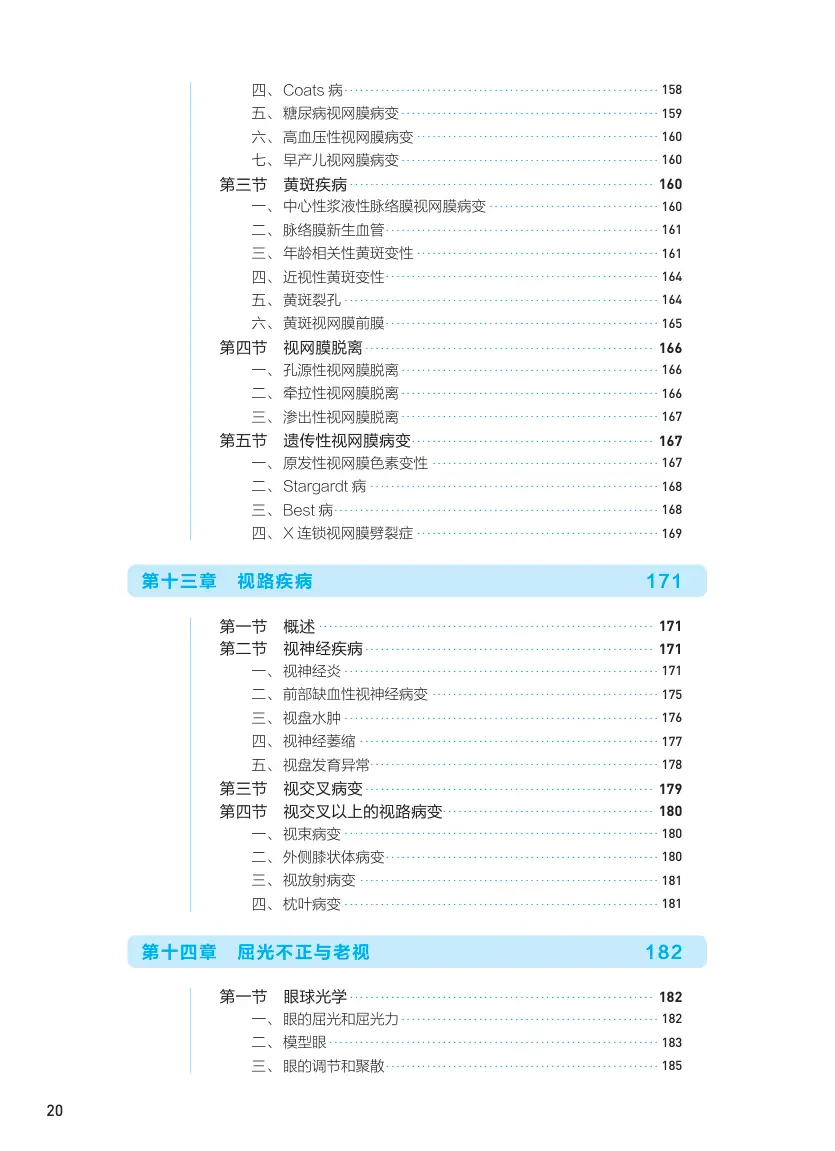 四、Coats 病 158
五、糖尿病视网膜病变 159
六、高血压性视网膜病变 160
七、早产儿视网膜病变 160
第三节 黄斑疾病 160
一、中心性浆液性脉络膜视网膜病变 160
二、脉络膜新生血管 161
三、年龄相关性黄斑变性 161
四、近视性黄斑变性 164
五、黄斑裂孔 164
六、黄斑视网膜前膜 165
第四节 视网膜脱离 166
一、孔源性视网膜脱离 166
二、牵拉性视网膜脱离 166
三、渗出性视网膜脱离 167
第五节 遗传性视网膜病变 167
一、原发性视网膜色素变性 167
二、Stargardt 病 168
三、Best 病 168
四、X 连锁视网膜劈裂症 169
第十三章 视路疾病 171
第一节 概述 171
第二节 视神经疾病 171
一、视神经炎 171
二、前部缺血性视神经病变 175
三、视盘水肿 176
四、视神经萎缩 177
五、视盘发育异常 178
第三节 视交叉病变 179
第四节 视交叉以上的视路病变 180
一、视束病变 180
二、外侧膝状体病变 180
三、视放射病变 181
四、枕叶病变 181
第十四章 屈光不正与老视 182
第一节 眼球光学 182
一、眼的屈光和屈光力 182
二、模型眼 183
三、眼的调节和聚散 185
20